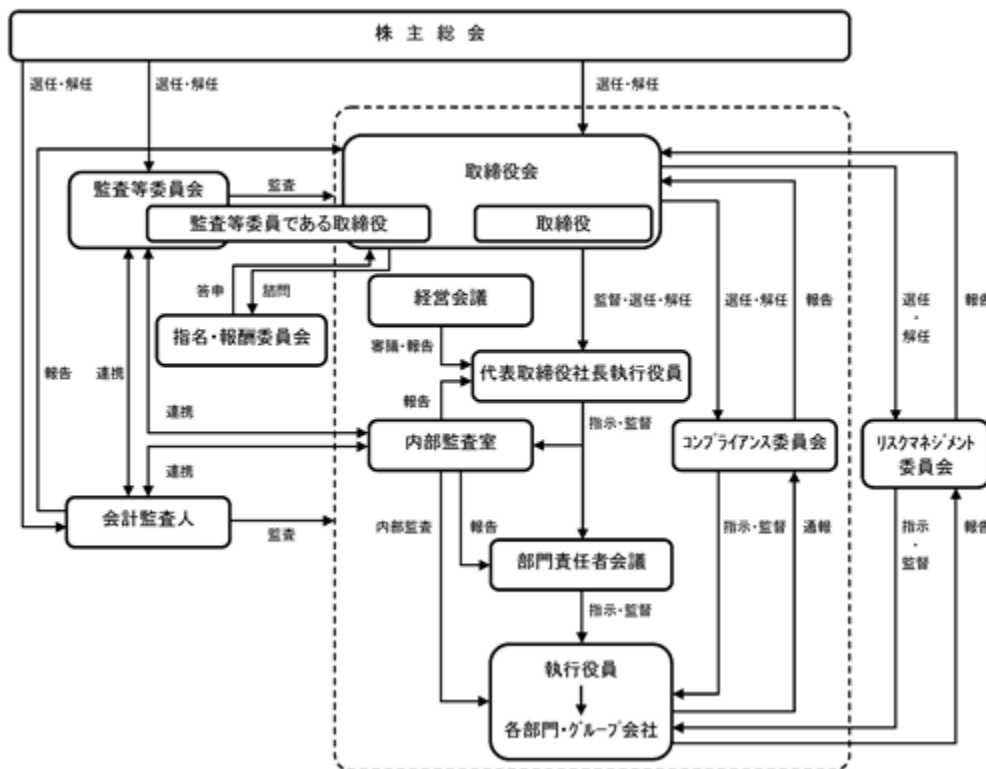 株主総会
選任・解任
選任・解任
選任・解任
取締役会
監査等委員会
監査
監査等委員である取締役
取締役
答申
諮問
経営会議
監督・選任・解任
選任・解任
報告
選任・解任
報告
指名・報酬委員会
審議・報告
代表取締役社長執行役員
報告
連携
報告
連携
指示・監督
内部監査室
コンプライアンス委員会
リスクマネジメント
委員会
連携
会計監査人
監査
内部監査
報告
指示・監督
通報
指示・監督
報告
部門責任者会議
指示・監督
執行役員
各部門・グループ会社